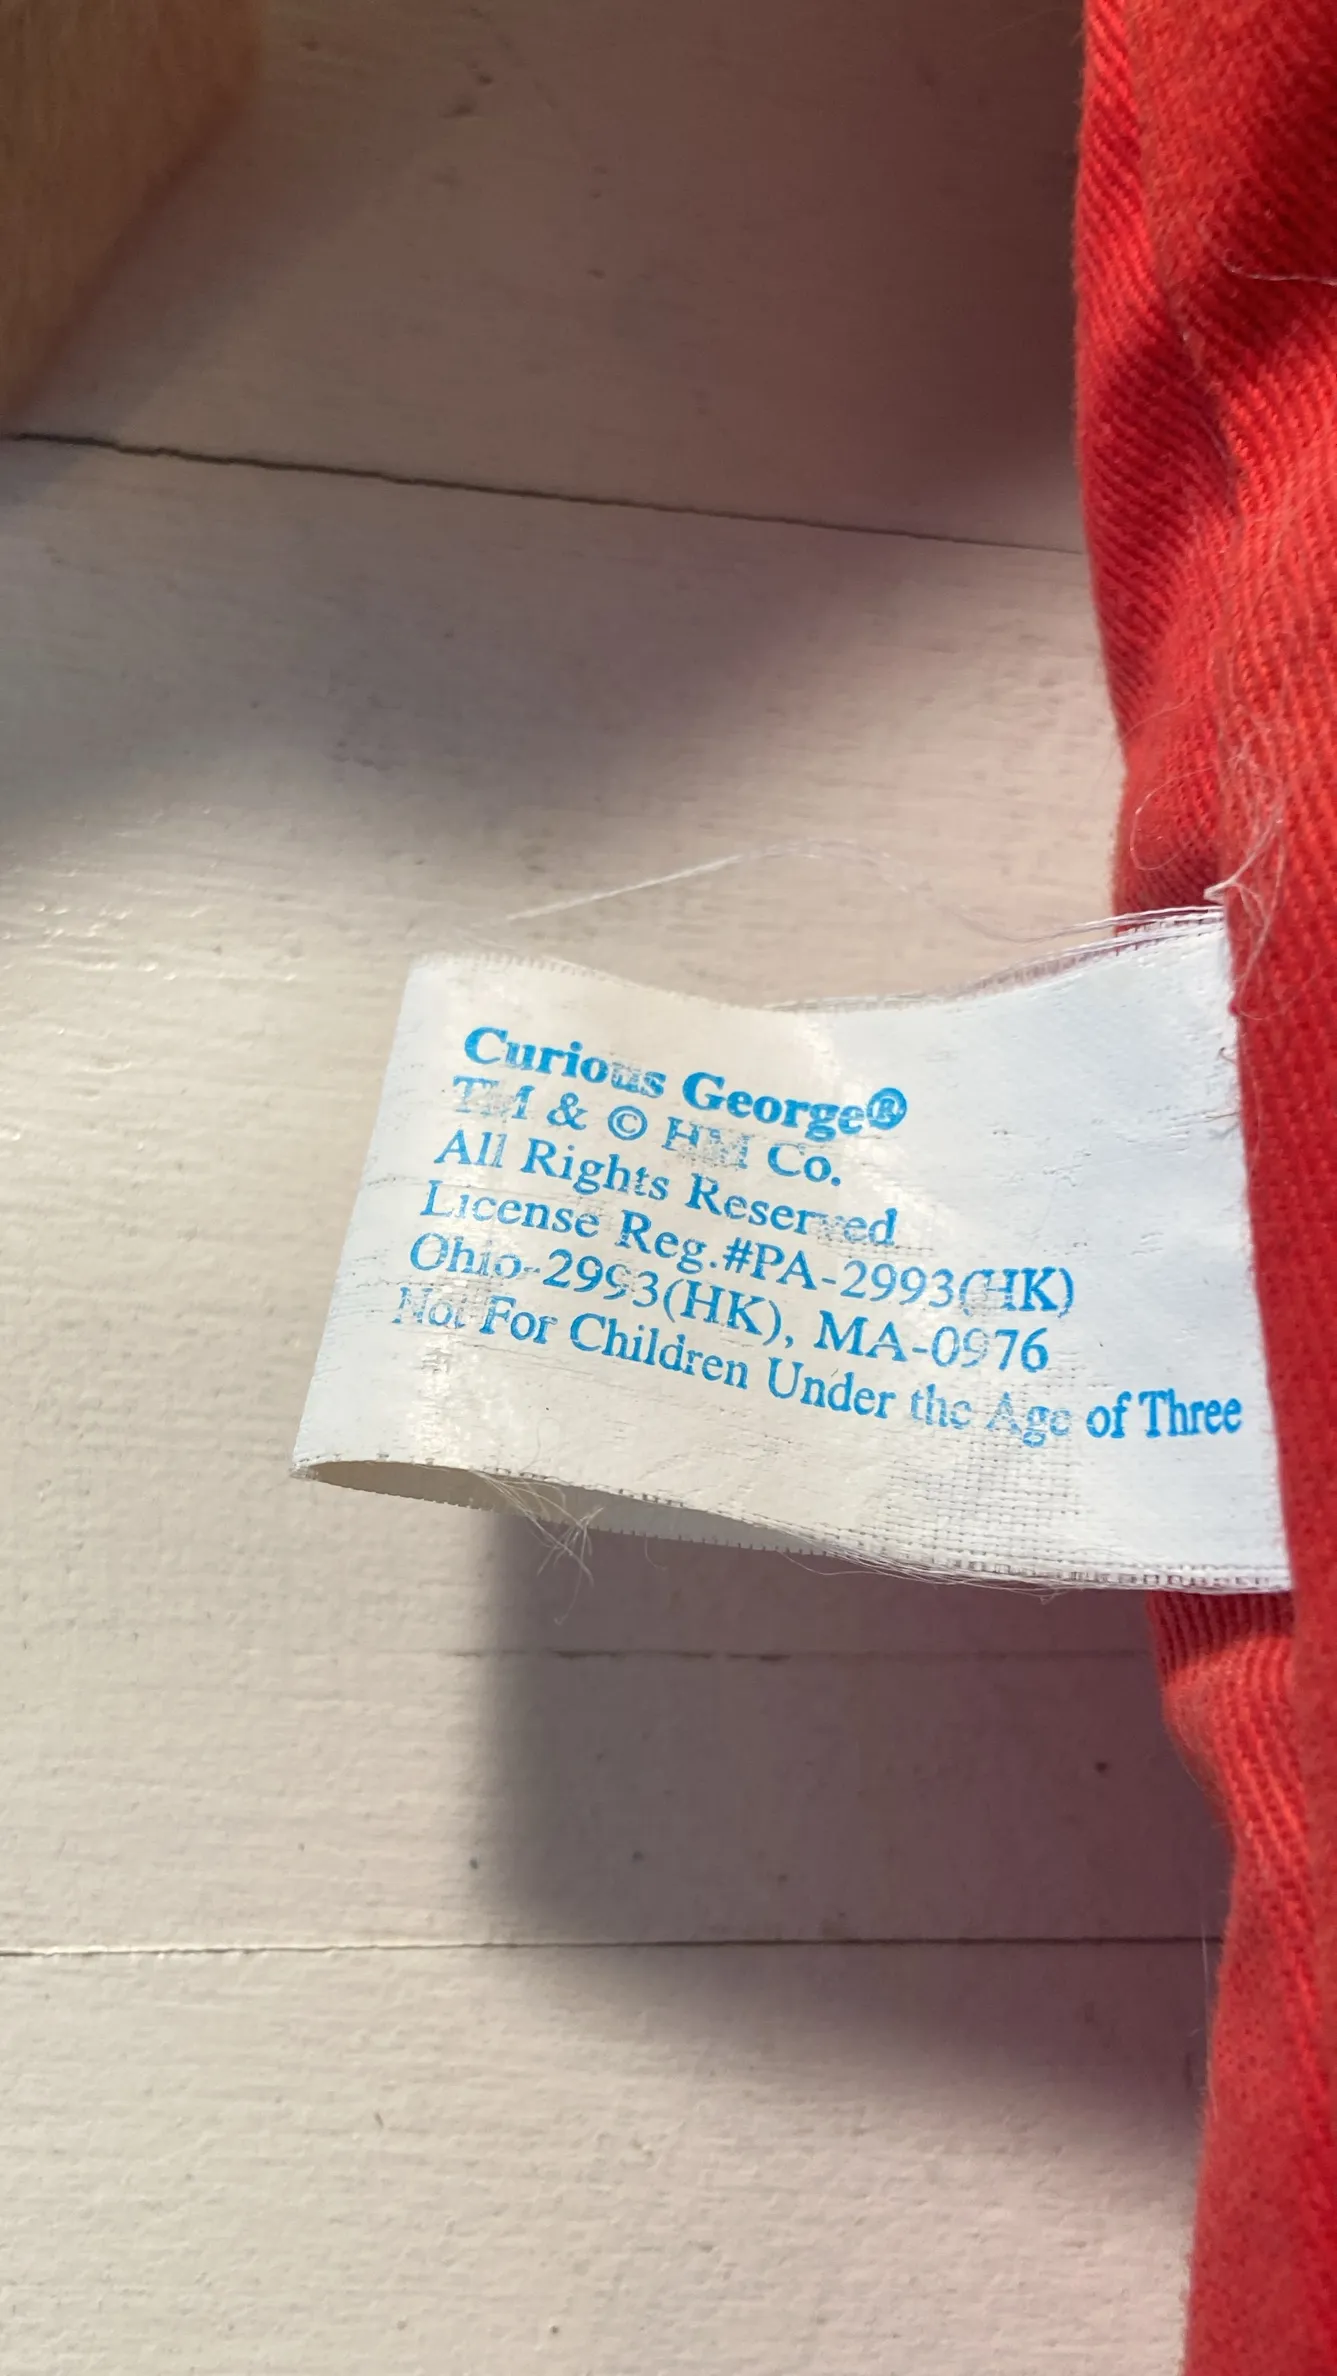 Curious George®
TM & © HM Co.
All Rights Reserved
License Reg.#PA-2993(HK)
Ohio-2993(HK), MA-0976
Not For Children Under the Age of Three